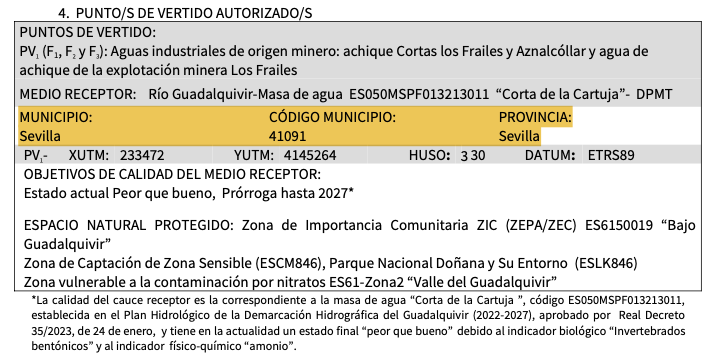 4. PUNTO/S DE VERTIDO AUTORIZADO/S
PUNTOS DE VERTIDO:
PV₁ (F₁, F₂ y F₃): Aguas industriales de origen minero: achique Cortas los Frailes y Aznalcóllar y agua de
achique de la explotación minera Los Frailes
MEDIO RECEPTOR: Río Guadalquivir-Masa de agua ES050MSPF013213011 “Corta de la Cartuja”- DPMT
MUNICIPIO: CÓDIGO MUNICIPIO: PROVINCIA:
Sevilla 41091 Sevilla
PV₁- XUTM: 233472 YUTM: 4145264 HUSO: 3 30 DATUM: ETRS89
OBJETIVOS DE CALIDAD DEL MEDIO RECEPTOR:
Estado actual Peor que bueno, Prórroga hasta 2027*
ESPACIO NATURAL PROTEGIDO: Zona de Importancia Comunitaria ZIC (ZEPA/ZEC) ES6150019 “Bajo
Guadalquivir”
Zona de Captación de Zona Sensible (ESCM846), Parque Nacional Doñana y Su Entorno (ESLK846)
Zona vulnerable a la contaminación por nitratos ES61-Zona2 “Valle del Guadalquivir”
*La calidad del cauce receptor es la correspondiente a la masa de agua “Corta de la Cartuja ”, código ES050MSPF013213011,
establecida en el Plan Hidrológico de la Demarcación Hidrográfica del Guadalquivir (2022-2027), aprobado por Real Decreto
35/2023, de 24 de enero, y tiene en la actualidad un estado final “peor que bueno” debido al indicador biológico “Invertebrados
bentónicos” y al indicador físico-químico “amonio”.